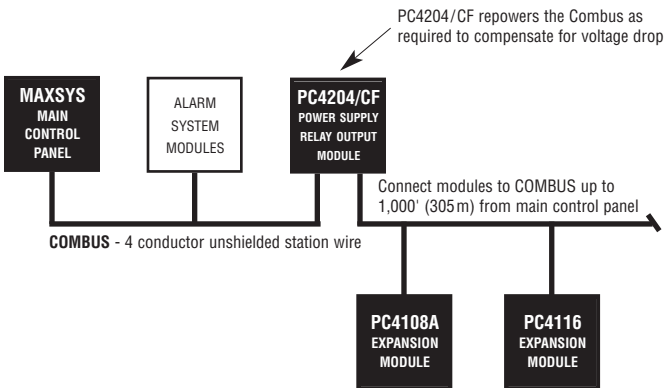 PC4204/CF repowers the Combus as
required to compensate for voltage drop
MAXSYS
MAIN
CONTROL
PANEL
ALARM
SYSTEM
MODULES
PC4204/CF
POWER SUPPLY
RELAY OUTPUT
MODULE
Connect modules to COMBUS up to
1,000' (305m) from main control panel
COMBUS - 4 conductor unshielded station wire
PC4108A
EXPANSION
MODULE
PC4116
EXPANSION
MODULE